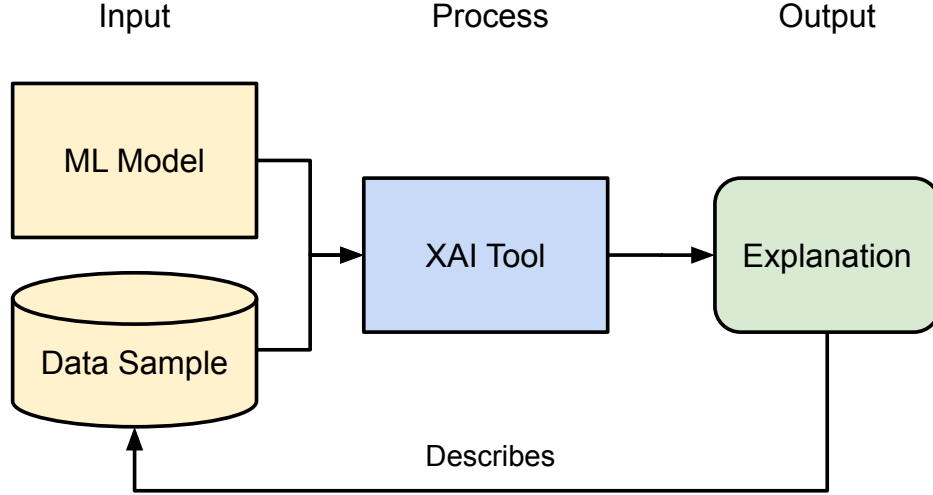 Input
Process
Output
ML Model
XAI Tool
Explanation
Data Sample
Describes